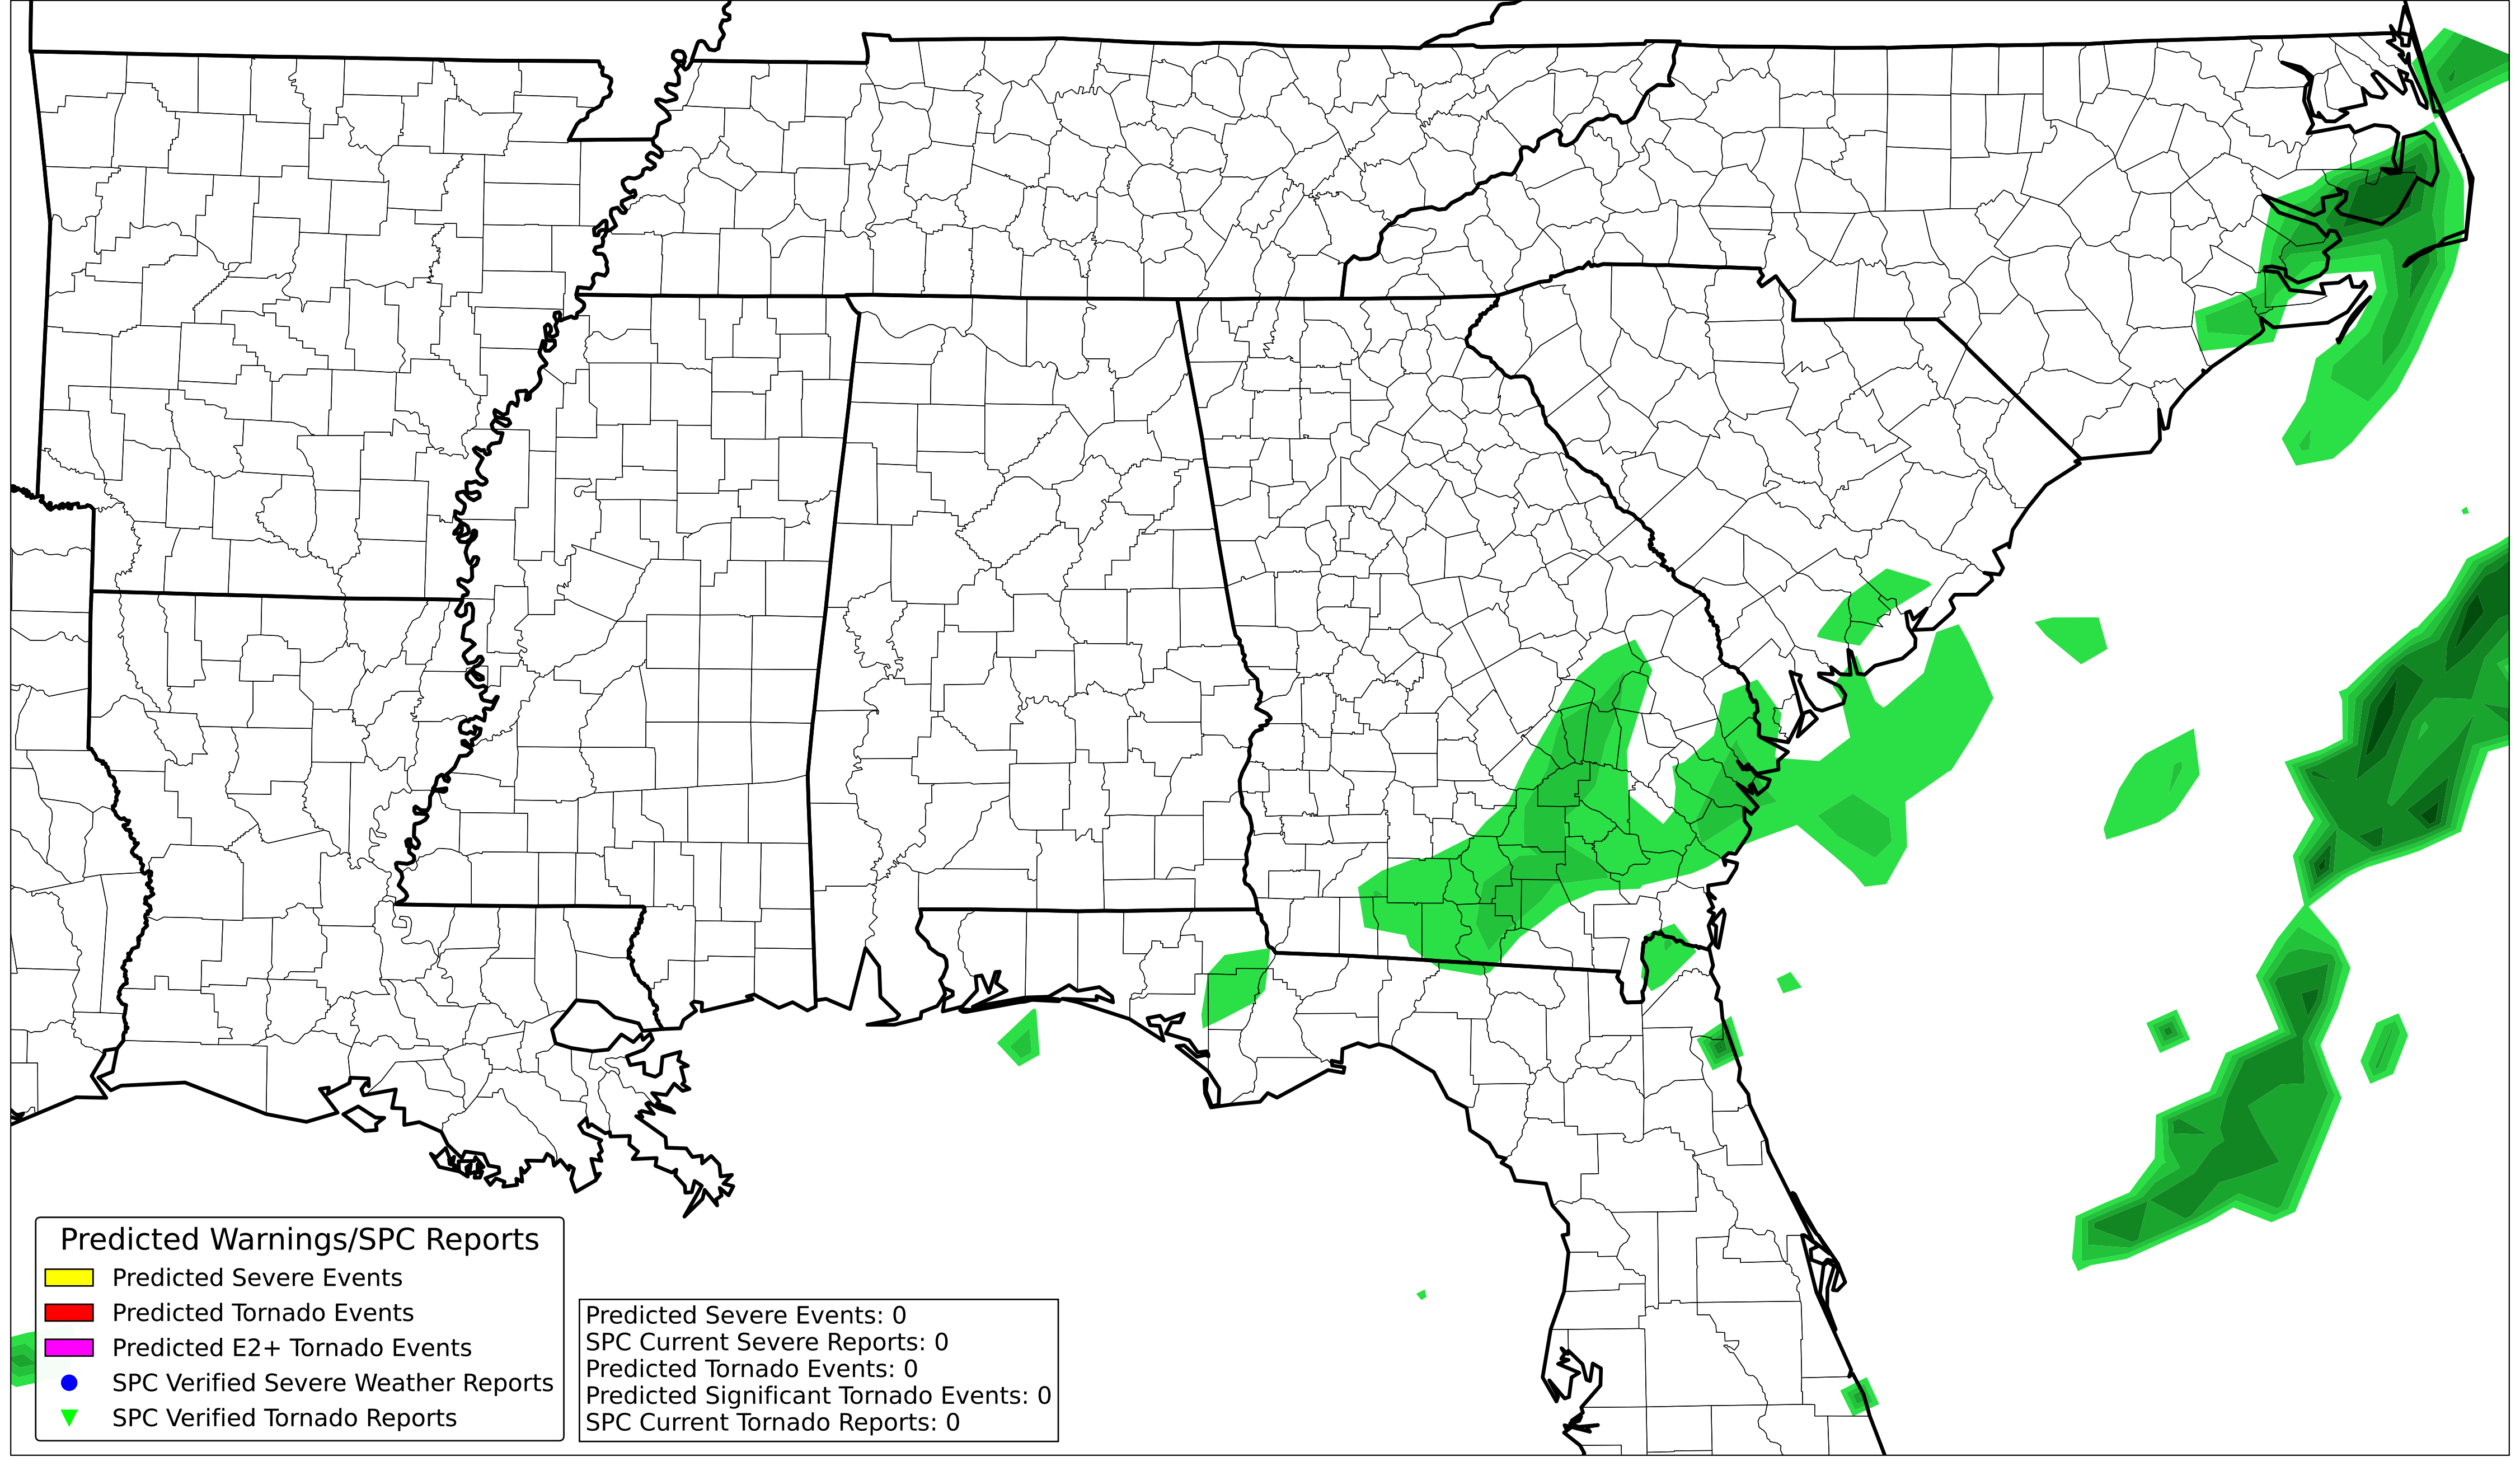 Predicted Warnings/SPC Reports
Predicted Severe Events
Predicted Tornado Events
Predicted E2+ Tornado Events
SPC Verified Severe Weather Reports
SPC Verified Tornado Reports
Predicted Severe Events: 0
SPC Current Severe Reports: 0
Predicted Tornado Events: 0
Predicted Significant Tornado Events: 0
SPC Current Tornado Reports: 0